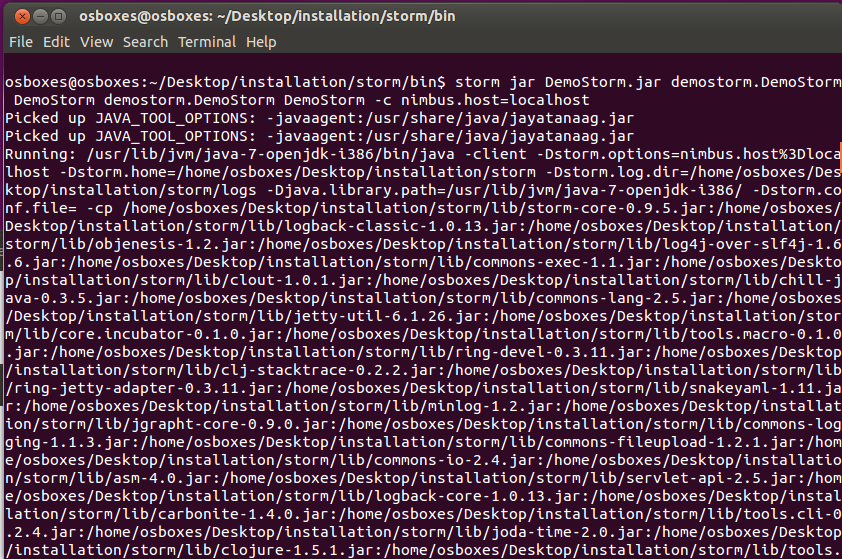 osboxes@osboxes: ~/Desktop/installation/storm/bin
File Edit View Search Terminal Help
osboxes@osboxes:~/Desktop/installation/storm/bin$ storm jar DemoStorm.jar demostorm.DemoStorm
DemoStorm demostorm.DemoStorm DemoStorm -c nimbus.host=localhost
Picked up JAVA_TOOL_OPTIONS: -javaagent:/usr/share/java/jayatanaag.jar
Picked up JAVA_TOOL_OPTIONS: -javaagent:/usr/share/java/jayatanaag.jar
Running: /usr/lib/jvm/java-7-openjdk-i386/bin/java -client -Dstorm.options=nimbus.host%3Dloca
lhost -Dstorm.home=/home/osboxes/Desktop/installation/storm -Dstorm.log.dir=/home/osboxes/Des
ktop/installation/storm/logs -Djava.library.path=/usr/lib/jvm/java-7-openjdk-i386/ -Dstorm.co
nf.file= -cp /home/osboxes/Desktop/installation/storm/lib/storm-core-0.9.5.jar:/home/osboxes/
Desktop/installation/storm/lib/logback-classic-1.0.13.jar:/home/osboxes/Desktop/installation/
storm/lib/objenesis-1.2.jar:/home/osboxes/Desktop/installation/storm/lib/log4j-over-slf4j-1.6
.6.jar:/home/osboxes/Desktop/installation/storm/lib/commons-exec-1.1.jar:/home/osboxes/Deskto
p/installation/storm/lib/clout-1.0.1.jar:/home/osboxes/Desktop/installation/storm/lib/chill-j
ava-0.3.5.jar:/home/osboxes/Desktop/installation/storm/lib/commons-lang-2.5.jar:/home/osboxes
/Desktop/installation/storm/lib/jetty-util-6.1.26.jar:/home/osboxes/Desktop/installation/stor
m/lib/core.incubator-0.1.0.jar:/home/osboxes/Desktop/installation/storm/lib/tools.macro-0.1.0
.jar:/home/osboxes/Desktop/installation/storm/lib/ring-devel-0.3.11.jar:/home/osboxes/Desktop
/installation/storm/lib/clj-stacktrace-0.2.2.jar:/home/osboxes/Desktop/installation/storm/lib
/ring-jetty-adapter-0.3.11.jar:/home/osboxes/Desktop/installation/storm/lib/snakeyaml-1.11.ja
r:/home/osboxes/Desktop/installation/storm/lib/minlog-1.2.jar:/home/osboxes/Desktop/installat
ion/storm/lib/jgrapht-core-0.9.0.jar:/home/osboxes/Desktop/installation/storm/lib/commons-log
ging-1.1.3.jar:/home/osboxes/Desktop/installation/storm/lib/commons-fileupload-1.2.1.jar:/hom
e/osboxes/Desktop/installation/storm/lib/commons-io-2.4.jar:/home/osboxes/Desktop/installatio
n/storm/lib/asm-4.0.jar:/home/osboxes/Desktop/installation/storm/lib/servlet-api-2.5.jar:/hom
e/osboxes/Desktop/installation/storm/lib/logback-core-1.0.13.jar:/home/osboxes/Desktop/instal
lation/storm/lib/carbonite-1.4.0.jar:/home/osboxes/Desktop/installation/storm/lib/tools.cli-0
.2.4.jar:/home/osboxes/Desktop/installation/storm/lib/joda-time-2.0.jar:/home/osboxes/Desktop
/installation/storm/lib/clojure-1.5.1.jar:/home/osboxes/Desktop/installation/storm/lib/tools.